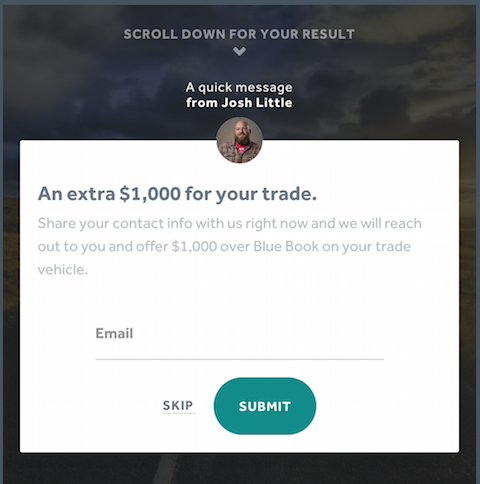 SCROLL DOWN FOR YOUR RESULT
A quick message
from Josh Little
An extra $1,000 for your trade.
Share your contact info with us right now and we will reach
out to you and offer $1,000 over Blue Book on your trade
vehicle.
Email
SKIP
SUBMIT